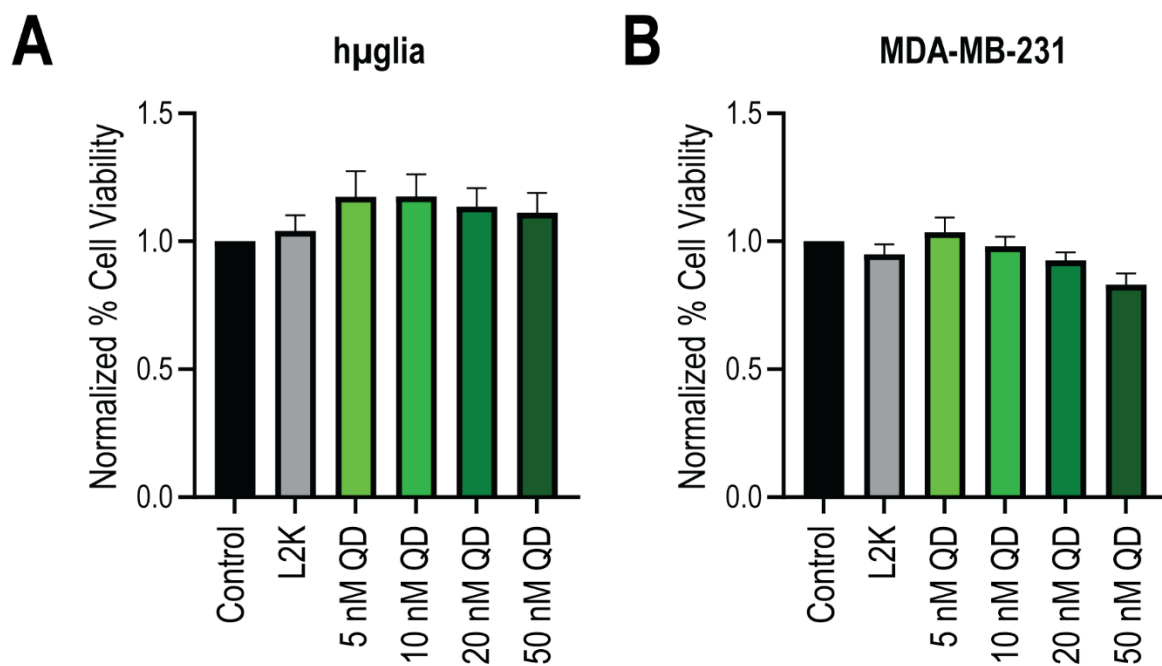 A
hµglia
Normalized % Cell Viability
1.5
1.0
0.5
0.0
Control
L2K
5 nM QD
10 nM QD
20 nM QD
50 nM QD
B
MDA-MB-231
Normalized % Cell Viability
1.5
1.0
0.5
0.0
Control
L2K
5 nM QD
10 nM QD
20 nM QD
50 nM QD